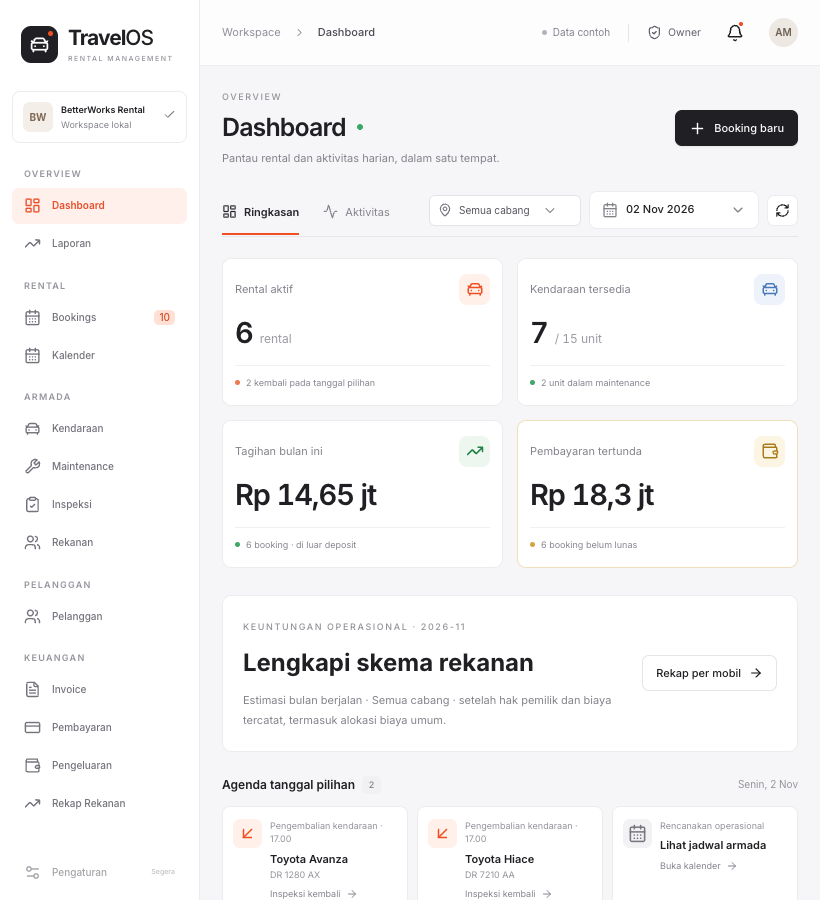 TravelOS
RENTAL MANAGEMENT
BW
BetterWorks Rental
Workspace lokal
OVERVIEW
Dashboard
Laporan
RENTAL
Bookings 10
Kalender
ARMADA
Kendaraan
Maintenance
Inspeksi
Rekanan
PELANGGAN
Pelanggan
KEUANGAN
Invoice
Pembayaran
Pengeluaran
Rekap Rekanan
Pengaturan Segera
Workspace > Dashboard
Data contoh
Owner
AM
OVERVIEW
Dashboard
Pantau rental dan aktivitas harian, dalam satu tempat.
Booking baru
Ringkasan
Aktivitas
Semua cabang
02 Nov 2026
Rental aktif
6 rental
2 kembali pada tanggal pilihan
Kendaraan tersedia
7 / 15 unit
2 unit dalam maintenance
Tagihan bulan ini
Rp 14,65 jt
6 booking · di luar deposit
Pembayaran tertunda
Rp 18,3 jt
6 booking belum lunas
KEUNTUNGAN OPERASIONAL · 2026-11
Lengkapi skema rekanan
Estimasi bulan berjalan · Semua cabang · setelah hak pemilik dan biaya
tercatat, termasuk alokasi biaya umum.
Rekap per mobil →
Agenda tanggal pilihan 2
Senin, 2 Nov
Pengembalian kendaraan ·
17.00
Toyota Avanza
DR 1280 AX
Inspeksi kembali →
Pengembalian kendaraan ·
17.00
Toyota Hiace
DR 7210 AA
Inspeksi kembali →
Rencanakan operasional
Lihat jadwal armada
Buka kalender →